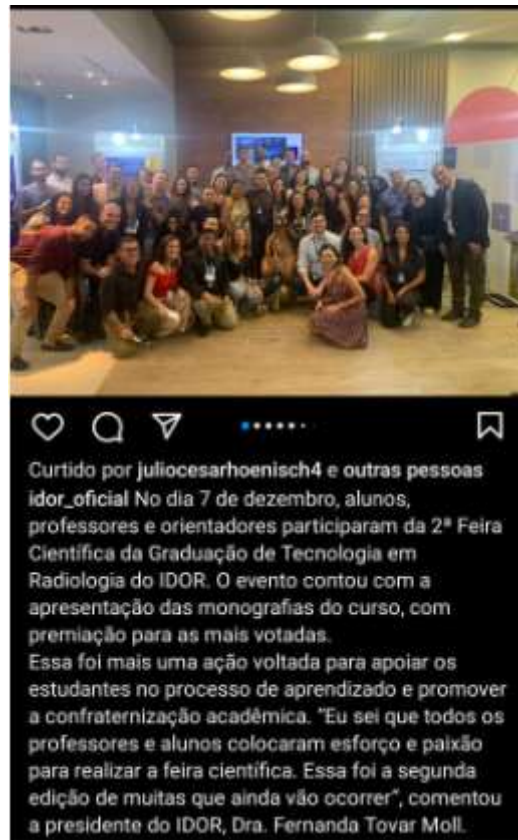 Curtido por juliocesarhoenisch4 e outras pessoas
idor_oficial No dia 7 de dezembro, alunos,
professores e orientadores participaram da 2ª Feira
Científica da Graduação de Tecnologia em
Radiologia do IDOR. O evento contou com a
apresentação das monografias do curso, com
premiação para as mais votadas.
Essa foi mais uma ação voltada para apoiar os
estudantes no processo de aprendizado e promover
a confraternização acadêmica. “Eu sei que todos os
professores e alunos colocaram esforço e paixão
para realizar a feira científica. Essa foi a segunda
edição de muitas que ainda vão ocorrer”, comentou
a presidente do IDOR, Dra. Fernanda Tovar Moll.